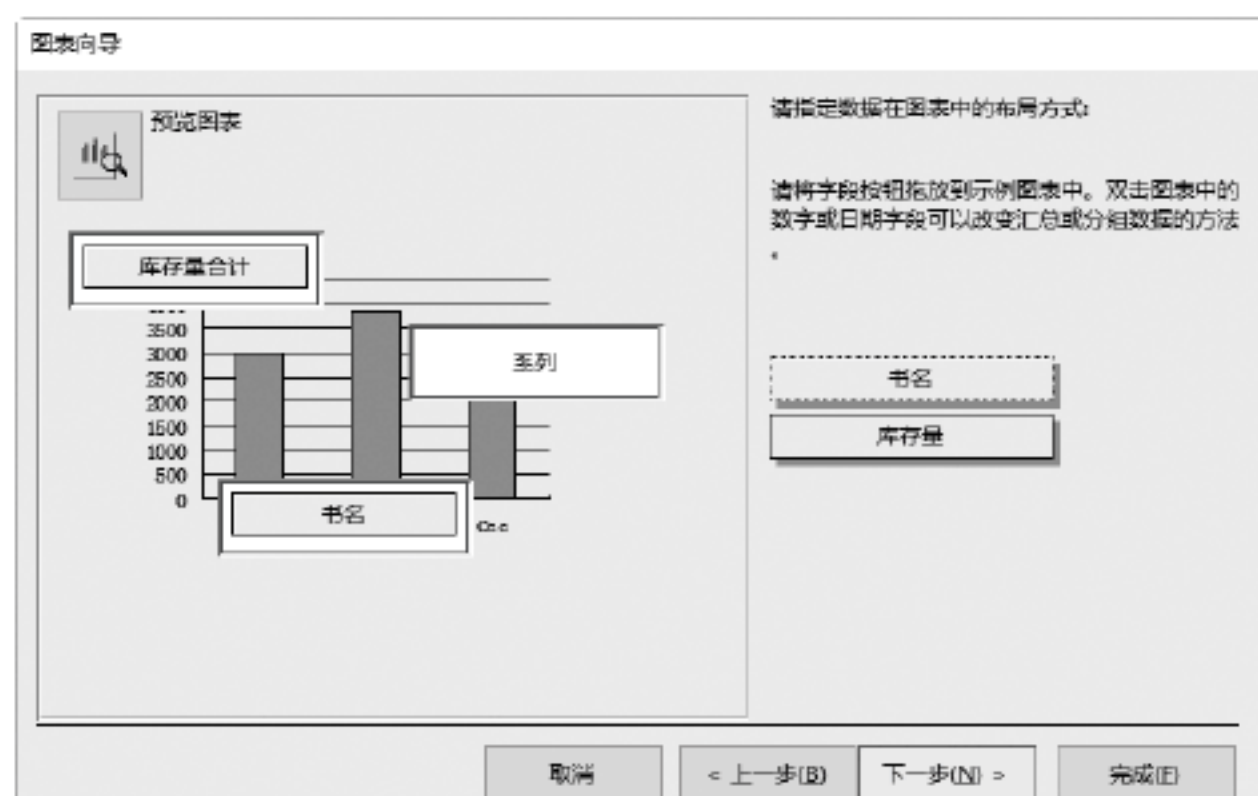 图表向导
预览图表
请指定数据在图表中的布局方式:
请将字段按钮拖放到示例图表中。双击图表中的
数字或日期字段可以改变汇总或分组数据的方法
。
库存量合计
3500
3000
2500
2000
1500
1000
500
0
系列
书名
书名
库存量
取消
< 上一步(B)
下一步(N) >
完成(F)